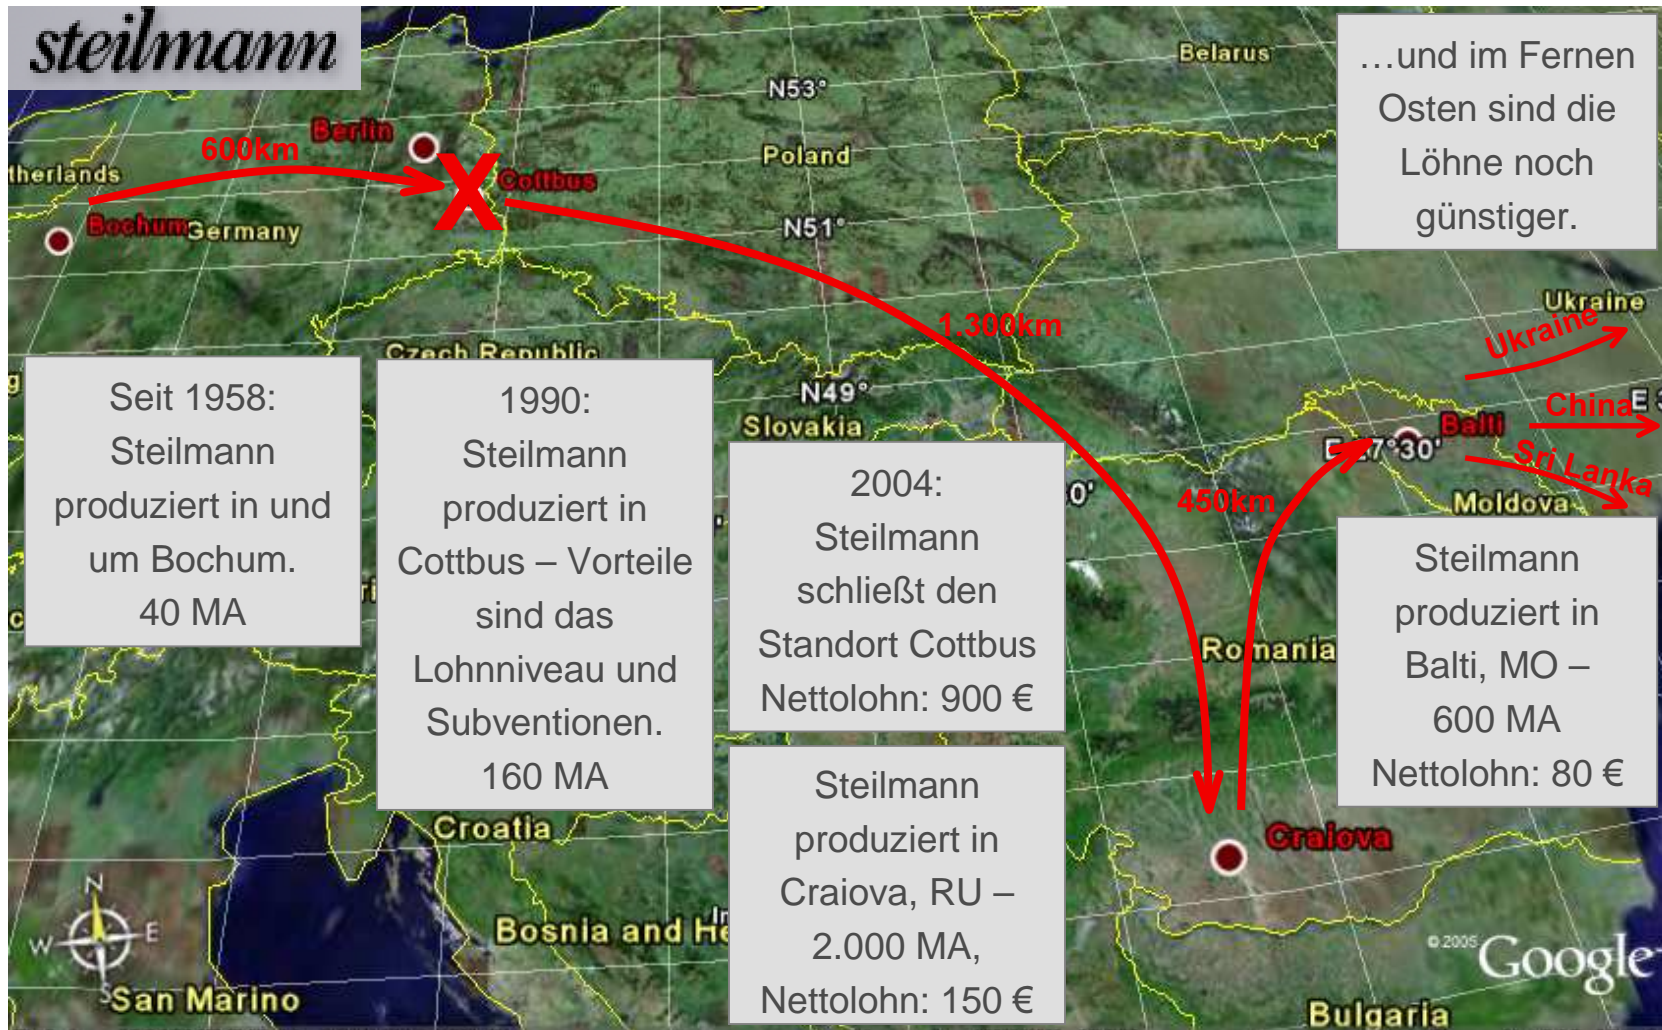 steilmann
Belarus
…und im Fernen
Osten sind die
Löhne noch
günstiger.
N53°
Berlin
600km
Poland
therlands
Cottbus
X
Bochum
Germany
N51°
Ukraine
1.300km
Ukraine
Czech Republic
Seit 1958:
Steilmann
produziert in und
um Bochum.
40 MA
1990:
Steilmann
produziert in
Cottbus – Vorteile
sind das
Lohnniveau und
Subventionen.
160 MA
N49°
Slovakia
China
Balti
Sri Lanka
450km
Moldova
2004:
Steilmann
schließt den
Standort Cottbus
Nettolohn: 900 €
Steilmann
produziert in
Balti, MO –
600 MA
Nettolohn: 80 €
Romania
Steilmann
produziert in
Craiova, RU –
2.000 MA,
Nettolohn: 150 €
Croatia
Craiova
N
W
E
S
Bosnia and He
San Marino
© 2005 Google
Bulgaria